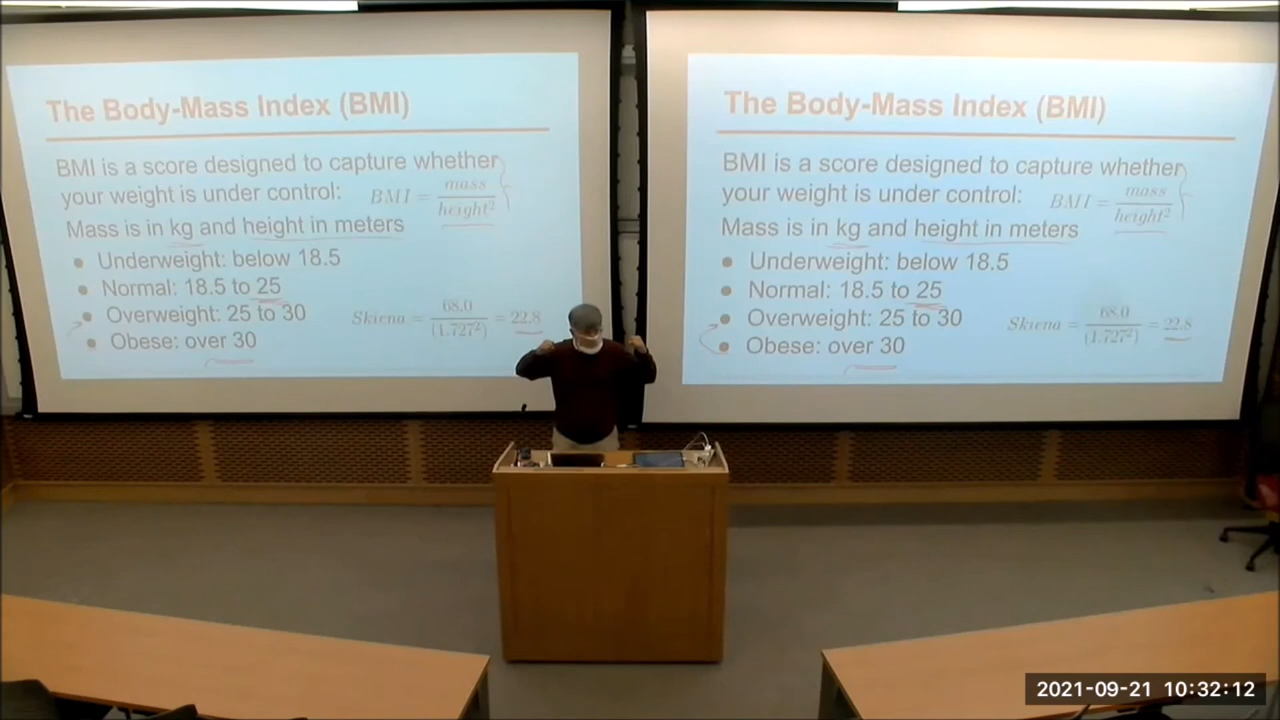 The Body-Mass Index (BMI)
BMI is a score designed to capture whether
your weight is under control: BMI = mass / height²
Mass is in kg and height in meters
● Underweight: below 18.5
● Normal: 18.5 to 25
● Overweight: 25 to 30
● Obese: over 30
Skiena = 68.0 / (1.727²) = 22.8
The Body-Mass Index (BMI)
BMI is a score designed to capture whether
your weight is under control: BMI = mass / height²
Mass is in kg and height in meters
● Underweight: below 18.5
● Normal: 18.5 to 25
● Overweight: 25 to 30
● Obese: over 30
Skiena = 68.0 / (1.727²) = 22.8
2021-09-21 10:32:12